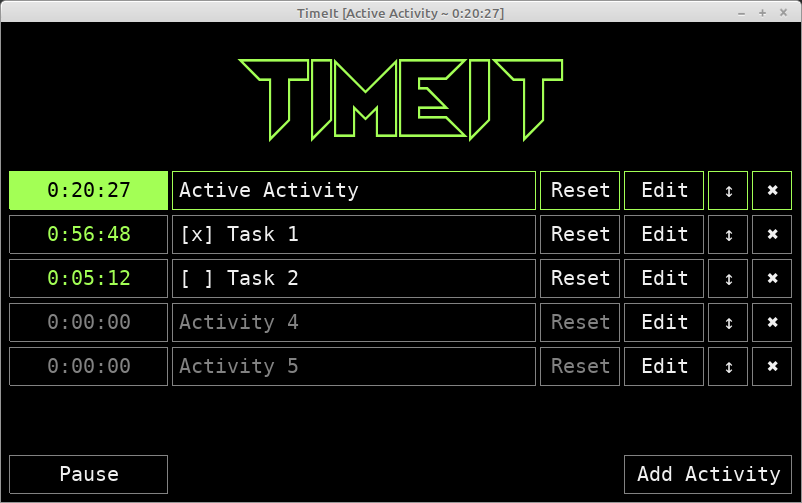 TimeIt [Active Activity ~ 0:20:27]
TIMEIT
0:20:27 Active Activity Reset Edit ↕ ✖
0:56:48 [x] Task 1 Reset Edit ↕ ✖
0:05:12 [ ] Task 2 Reset Edit ↕ ✖
0:00:00 Activity 4 Reset Edit ↕ ✖
0:00:00 Activity 5 Reset Edit ↕ ✖
Pause Add Activity